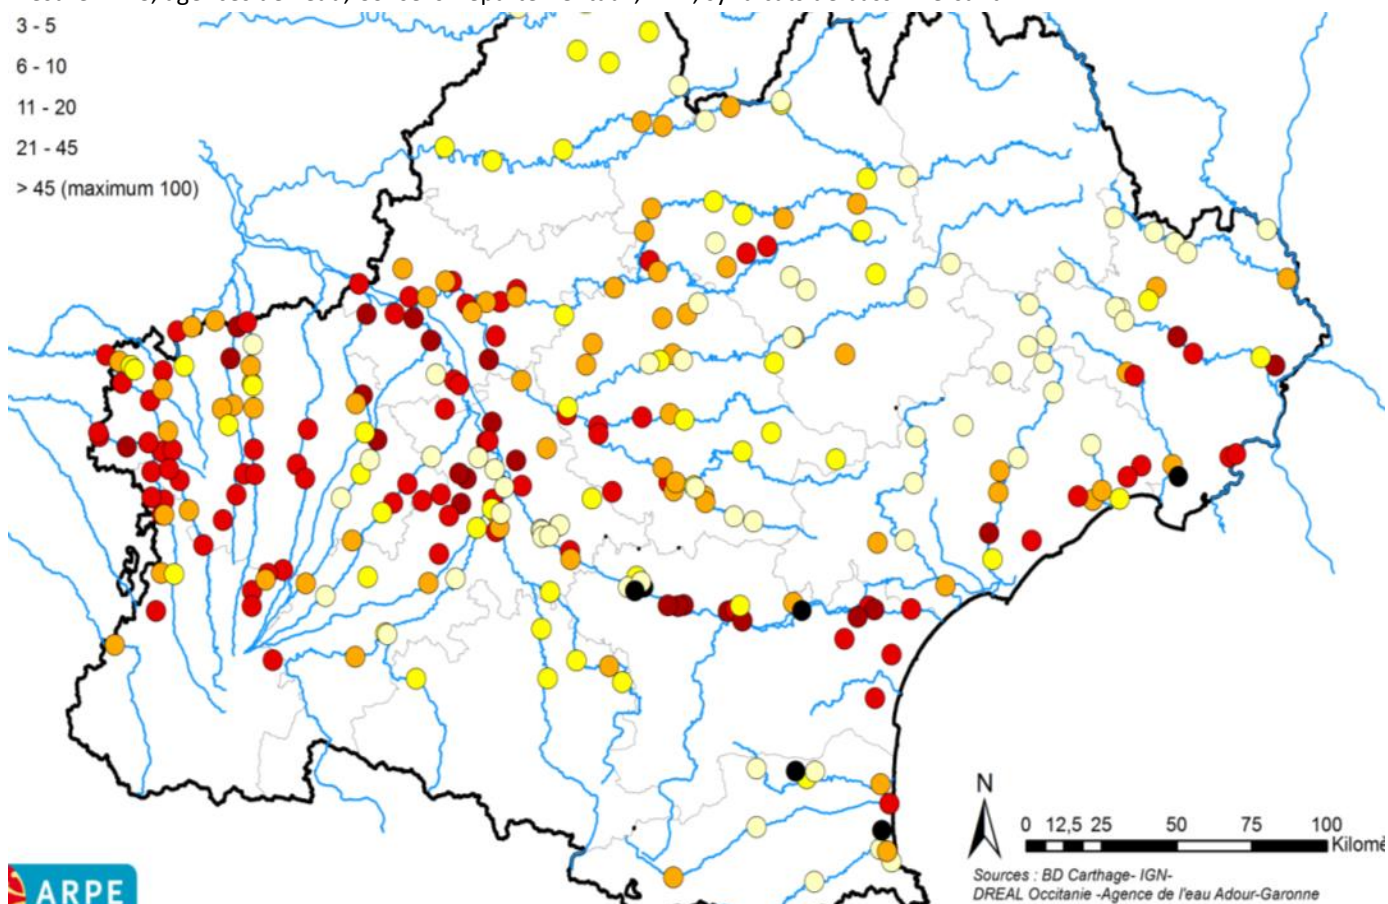 3 - 5
6 - 10
11 - 20
21 - 45
> 45 (maximum 100)
N
0 12,5 25 50 75 100
Kilomè
Sources : BD Carthage- IGN-
DREAL Occitanie -Agence de l'eau Adour-Garonne
ARPE